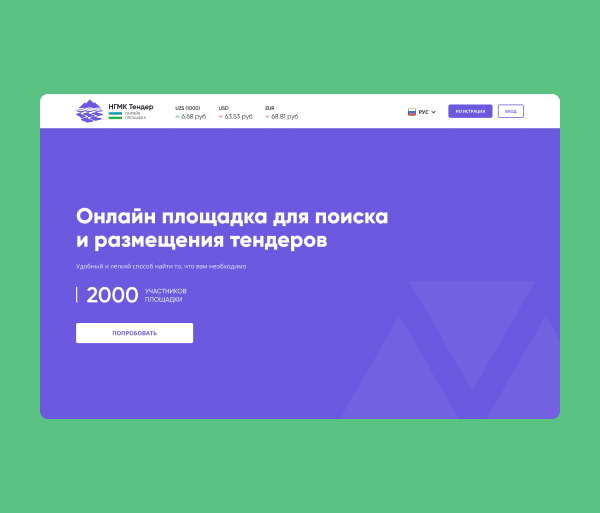 НГМК Тендер
ОНЛАЙН
ПЛОЩАДКА
UZS (1000)
6.68 руб
USD
63.53 руб
EUR
68.81 руб
РУС
РЕГИСТРАЦИЯ
ВХОД
Онлайн площадка для поиска
и размещения тендеров
Удобный и легкий способ найти то, что вам необходимо
2000
УЧАСТНИКОВ
ПЛОЩАДКИ
ПОПРОБОВАТЬ